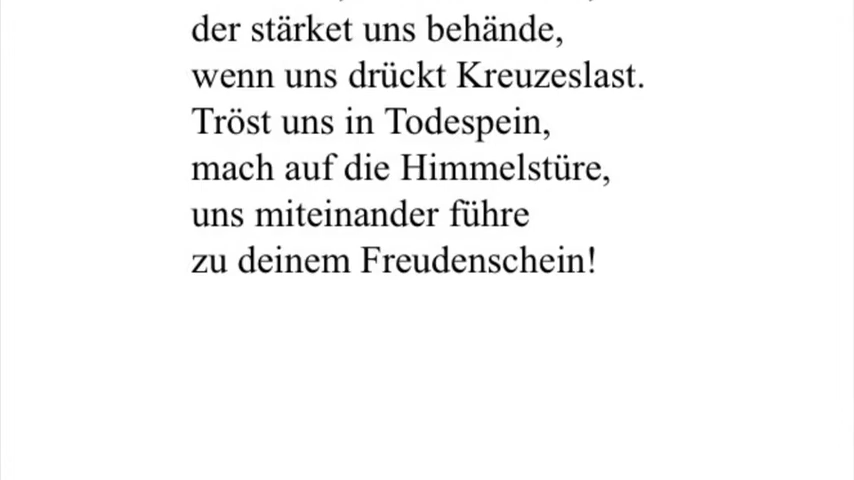 der stärket uns behände,
wenn uns drückt Kreuzeslast.
Tröst uns in Todespein,
mach auf die Himmelstüre,
uns miteinander führe
zu deinem Freudenschein!